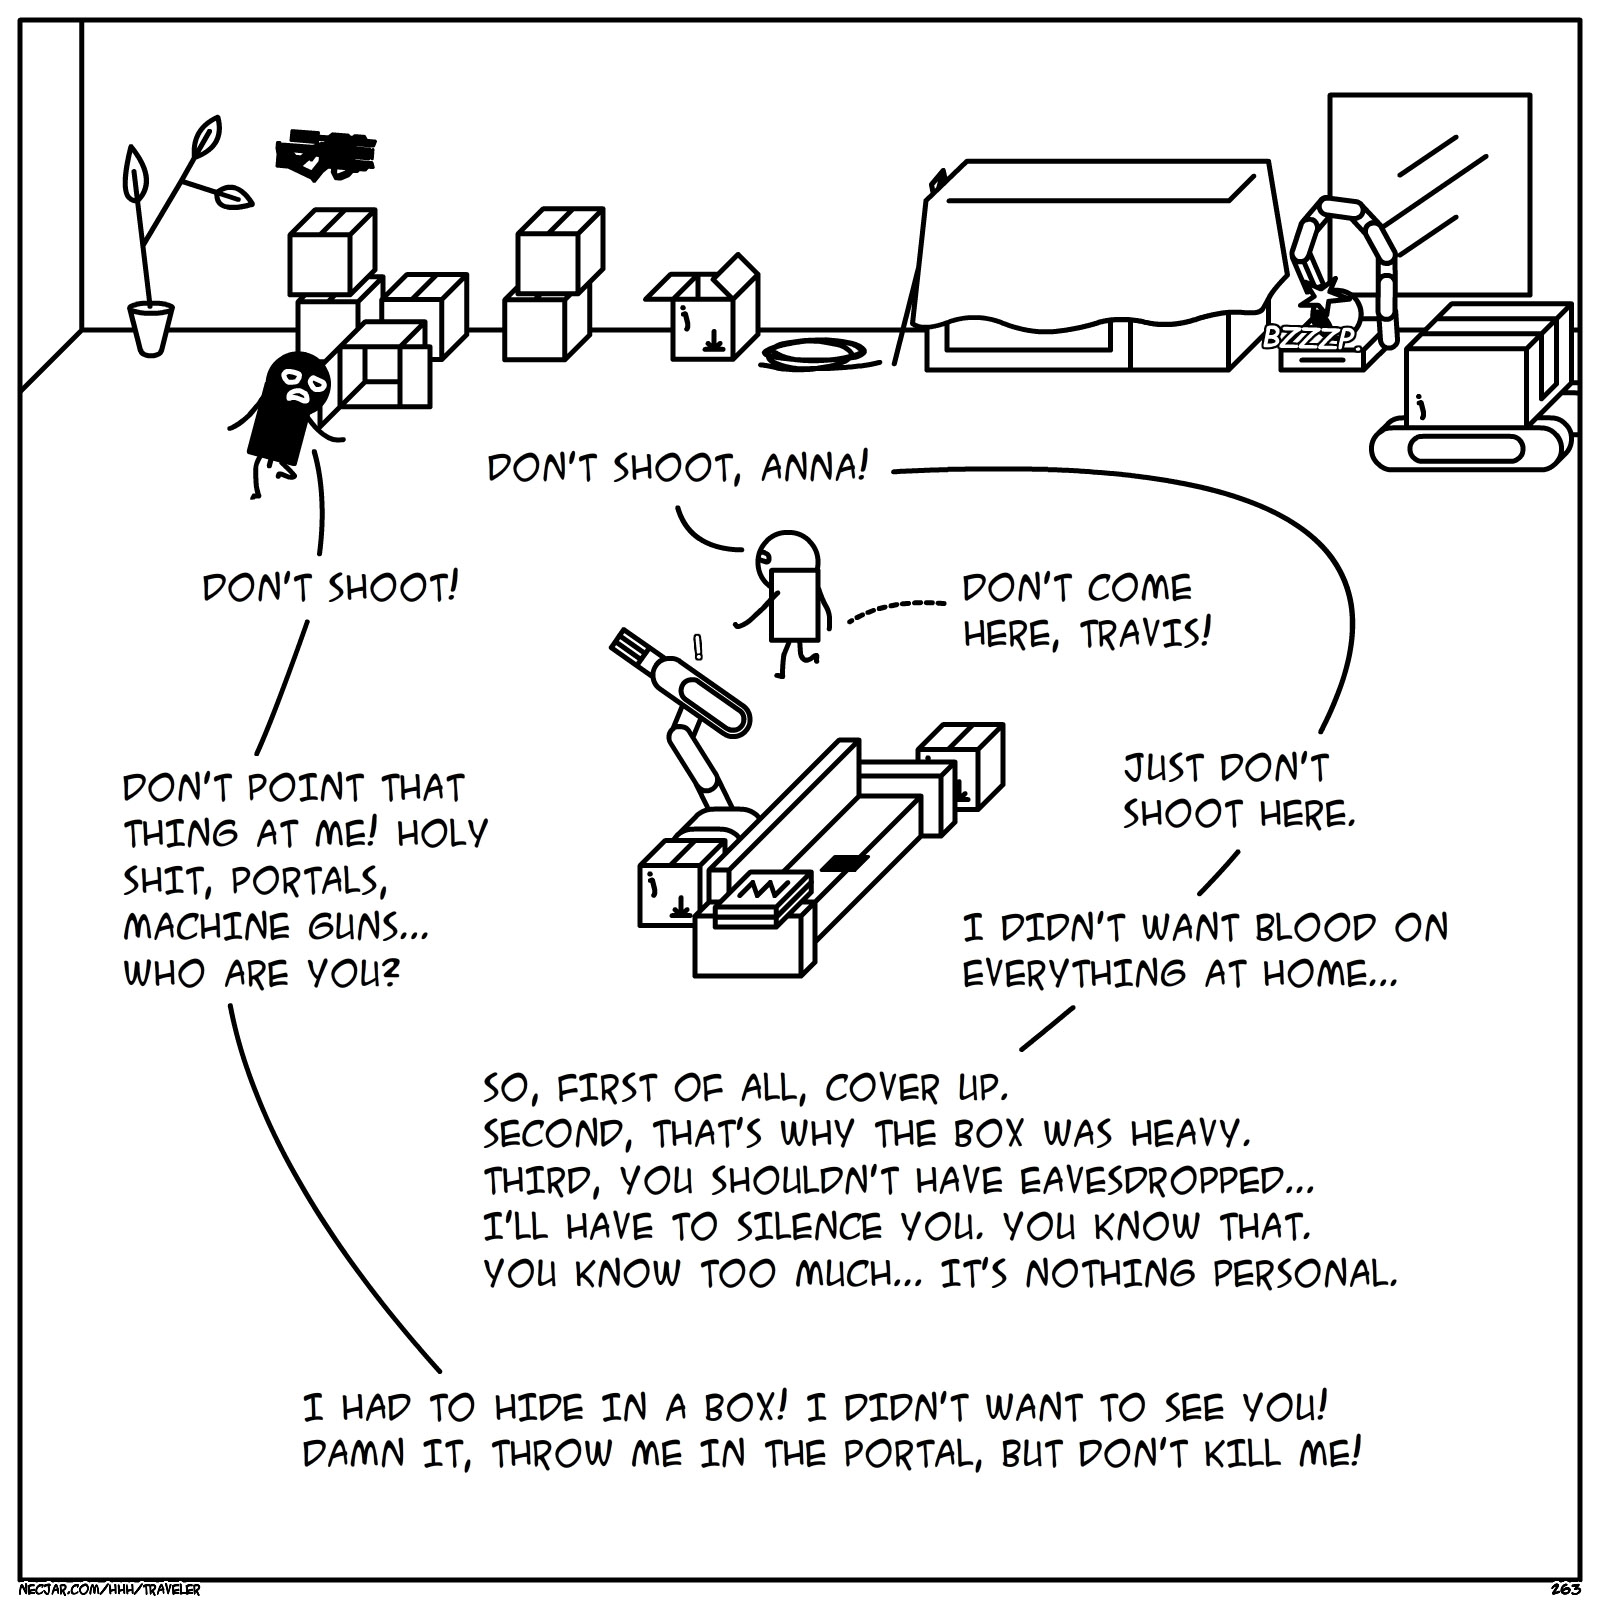 BZZZP.
DON'T SHOOT, ANNA!
DON'T SHOOT!
DON'T COME
HERE, TRAVIS!
!
DON'T POINT THAT
THING AT ME! HOLY
SHIT, PORTALS,
MACHINE GUNS...
WHO ARE YOU?
JUST DON'T
SHOOT HERE.
I DIDN'T WANT BLOOD ON
EVERYTHING AT HOME...
SO, FIRST OF ALL, COVER UP.
SECOND, THAT'S WHY THE BOX WAS HEAVY.
THIRD, YOU SHOULDN'T HAVE EAVESDROPPED...
I'LL HAVE TO SILENCE YOU. YOU KNOW THAT.
YOU KNOW TOO MUCH... IT'S NOTHING PERSONAL.
I HAD TO HIDE IN A BOX! I DIDN'T WANT TO SEE YOU!
DAMN IT, THROW ME IN THE PORTAL, BUT DON'T KILL ME!
NECJAR.COM/HHH/TRAVELER
263